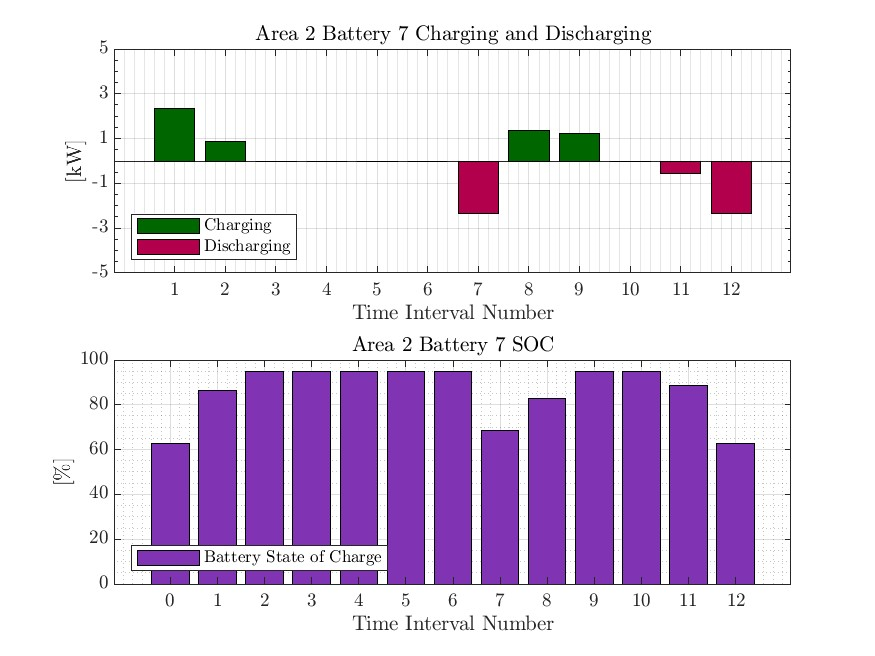 Area 2 Battery 7 Charging and Discharging
5
3
1
-1
-3
-5
[kW]
Charging
Discharging
1 2 3 4 5 6 7 8 9 10 11 12
Time Interval Number
Area 2 Battery 7 SOC
100
80
60
40
20
0
[%]
Battery State of Charge
0 1 2 3 4 5 6 7 8 9 10 11 12
Time Interval Number